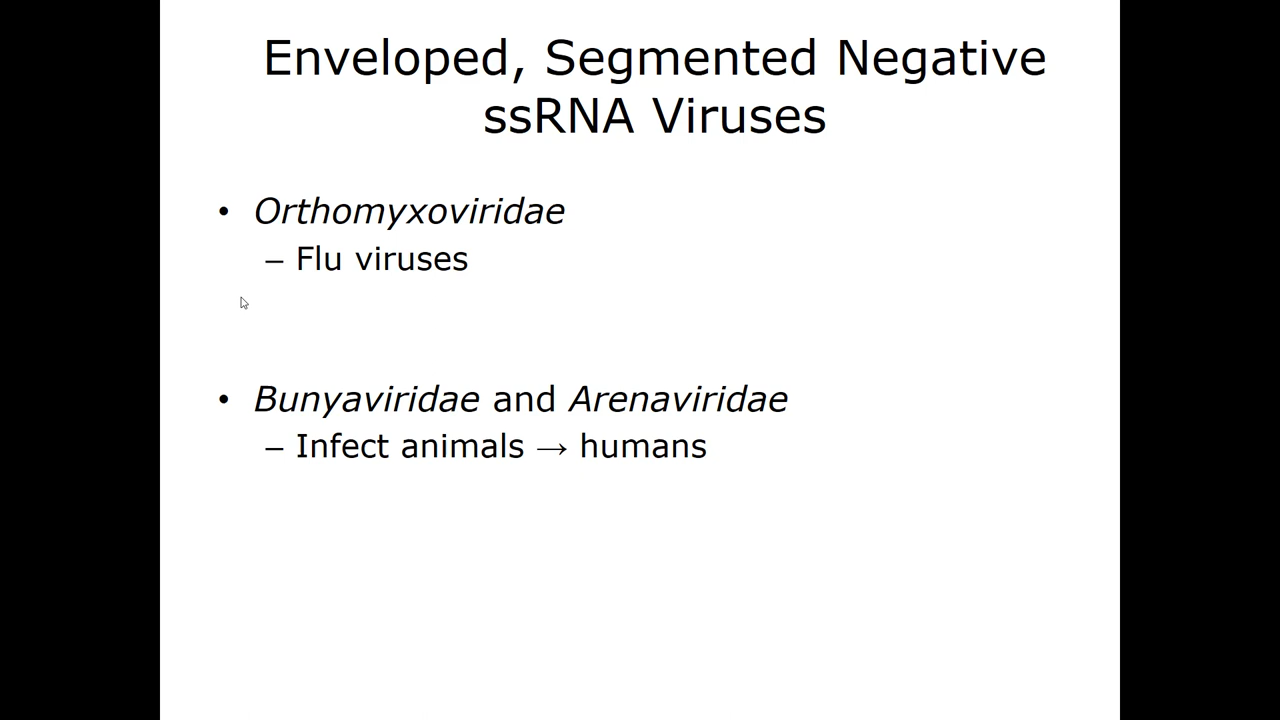 Enveloped, Segmented Negative
ssRNA Viruses
• Orthomyxoviridae
– Flu viruses
• Bunyaviridae and Arenaviridae
– Infect animals → humans